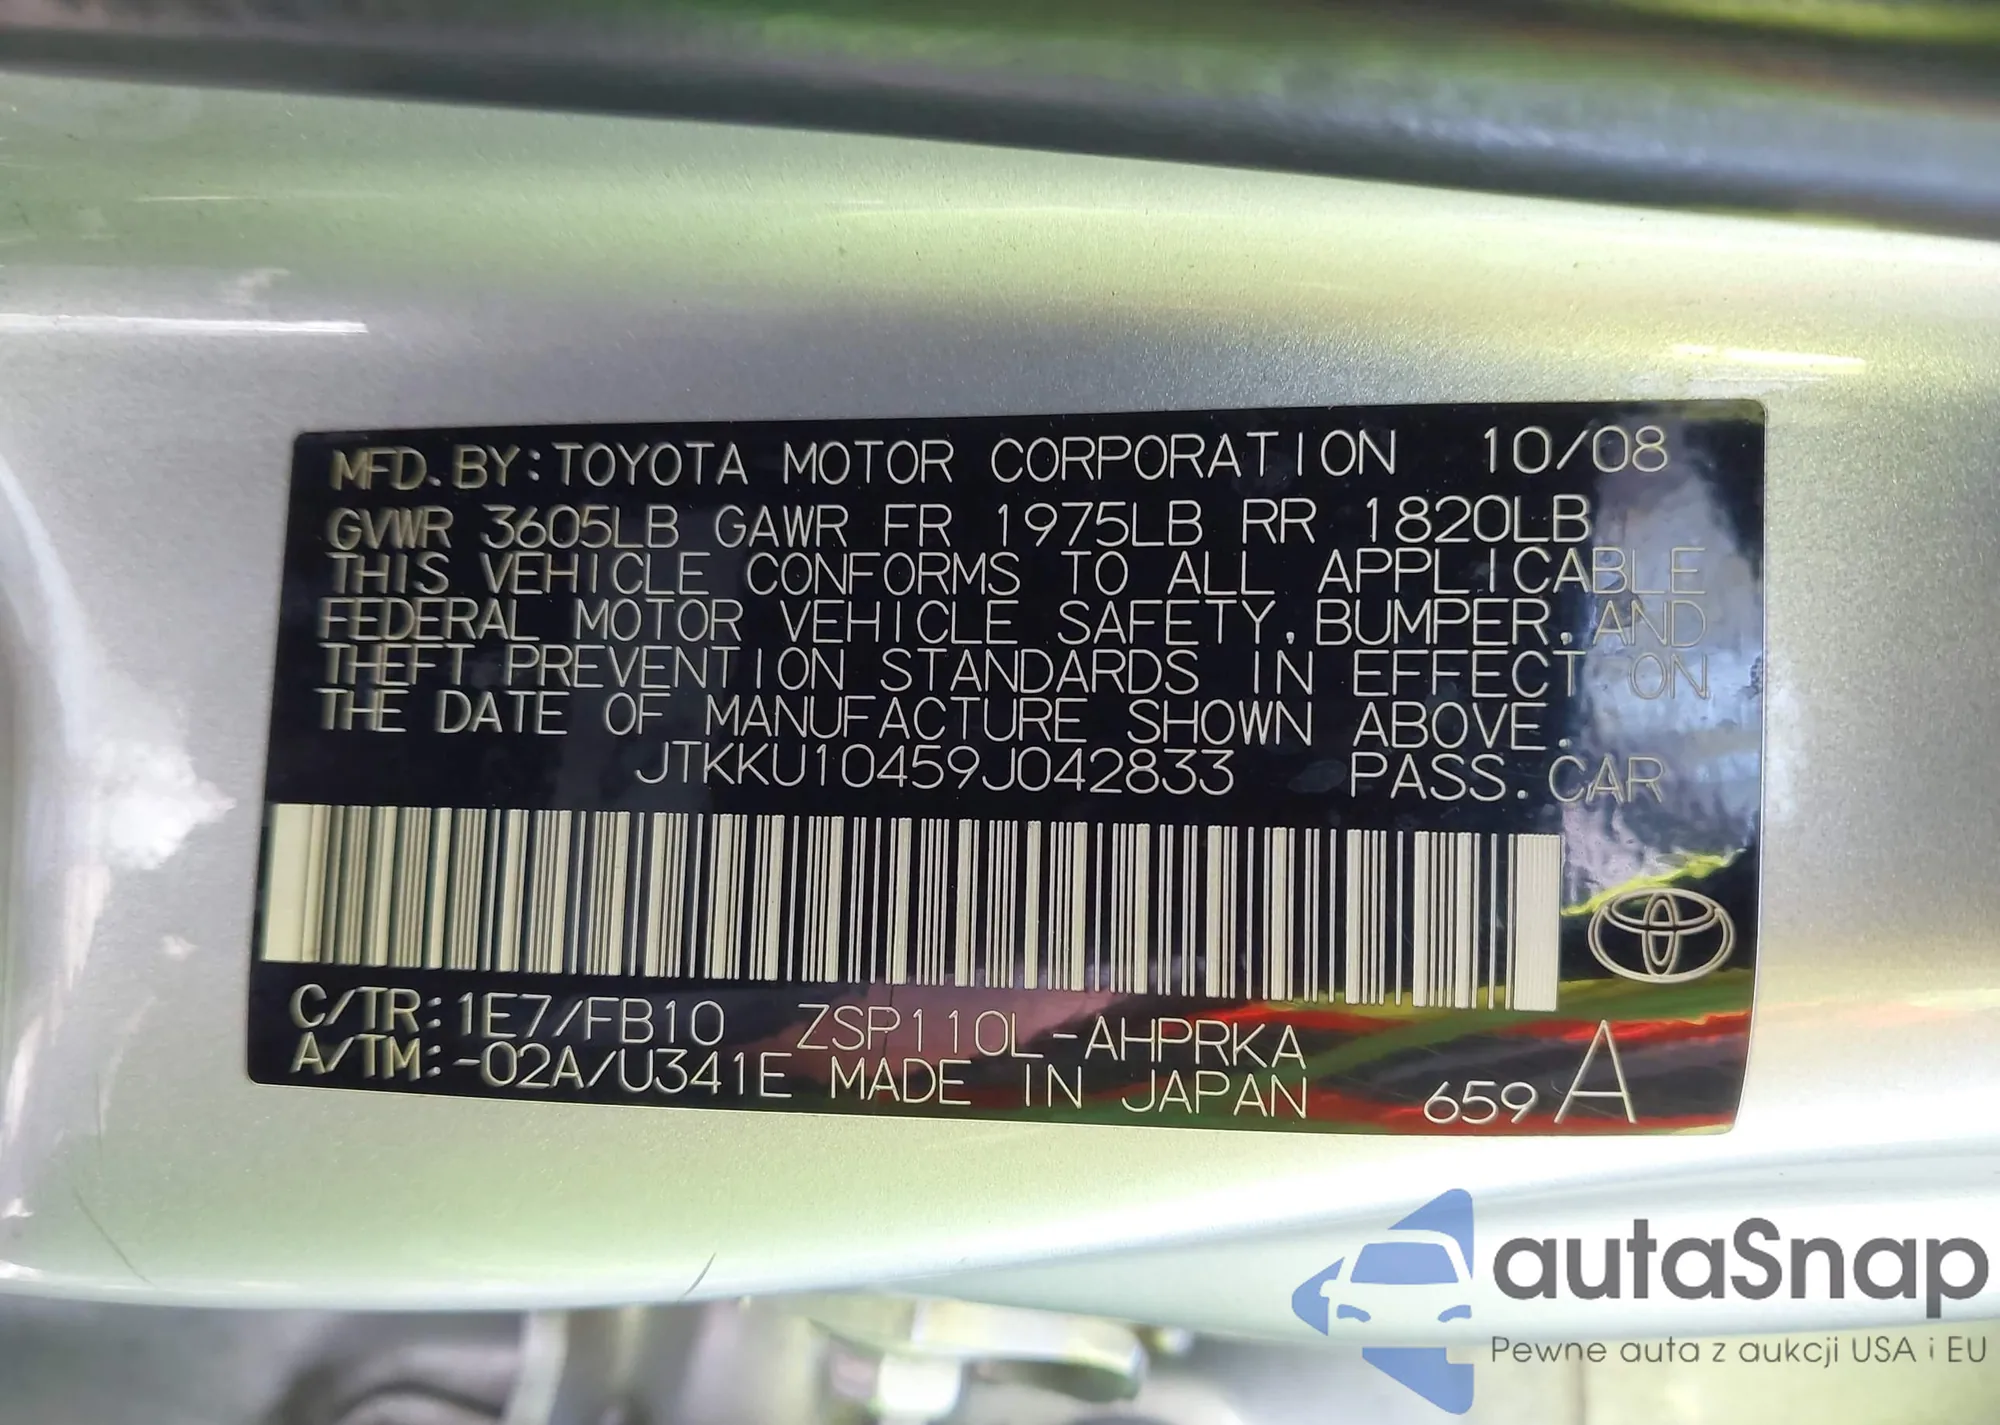 MFD. BY: TOYOTA MOTOR CORPORATION 10/08
GVWR 3605LB GAWR FR 1975LB RR 1820LB
THIS VEHICLE CONFORMS TO ALL APPLICABLE
FEDERAL MOTOR VEHICLE SAFETY, BUMPER, AND
THEFT PREVENTION STANDARDS IN EFFECT ON
THE DATE OF MANUFACTURE SHOWN ABOVE.
JTKKU10459J042833 PASS. CAR
C/TR: 1E7/FB10 ZSP110L-AHPRKA
A/TM: -02A/U341E MADE IN JAPAN 659 A
autaSnap
Pewne auta z aukcji USA i EU